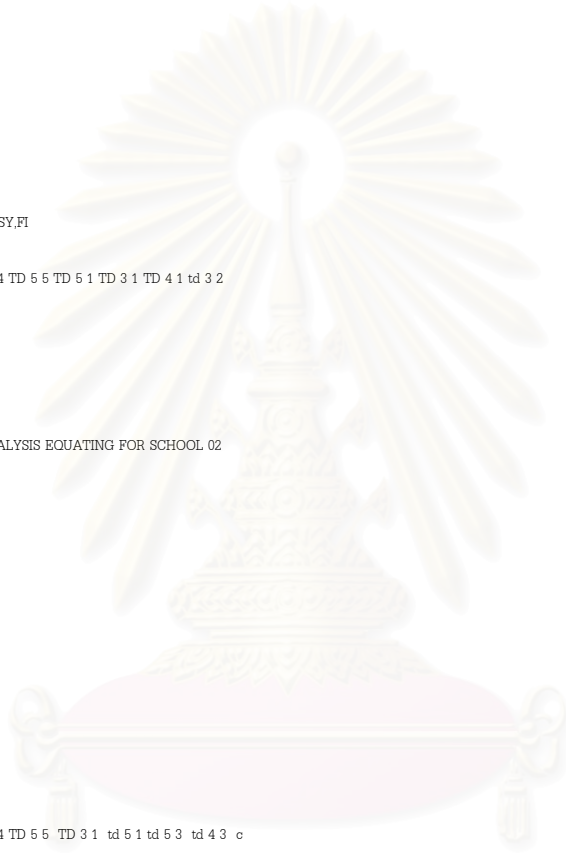 SY,FI
4 TD 5 5 TD 5 1 TD 3 1 TD 4 1 td 3 2
ALYSIS EQUATING FOR SCHOOL 02
4 TD 5 5 TD 3 1 td 5 1 td 5 3 td 4 3 c